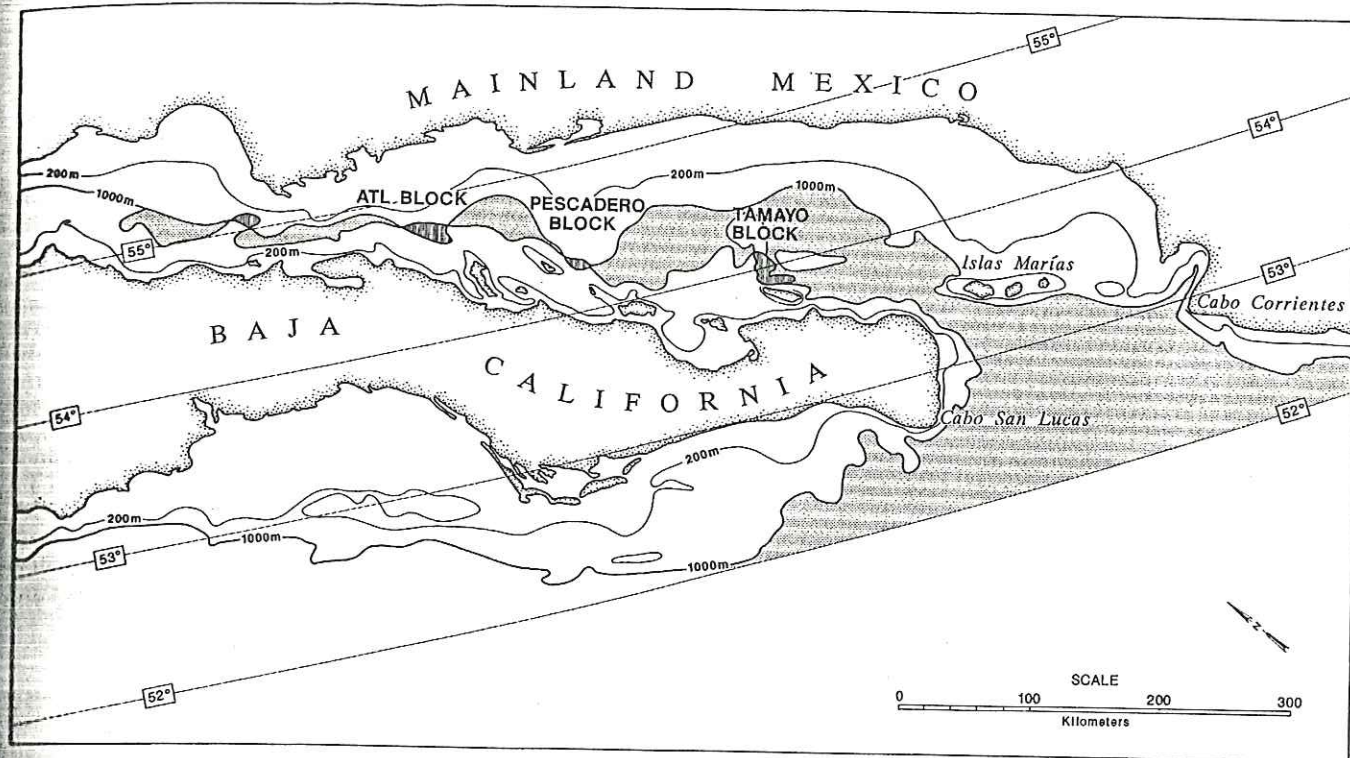 55°
MAINLAND MEXICO
54°
200m
200m
1000m
1000m
ATL. BLOCK
PESCADERO
BLOCK
TAMAYO
BLOCK
55°
200m
Islas Marías
53°
Cabo Corrientes
BAJA
CALIFORNIA
54°
52°
Cabo San Lucas
200m
200m
53°
1000m
1000m
52°
N
SCALE
0 100 200 300
Kilometers